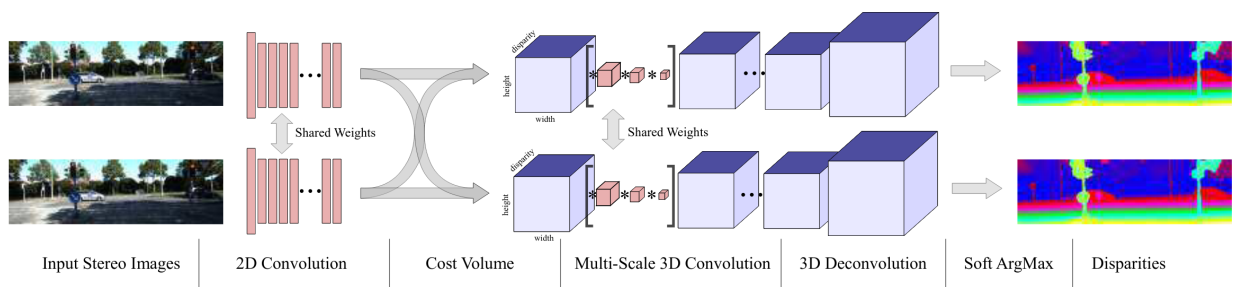 disparity
height
width
Shared Weights
Shared Weights
disparity
height
width
Input Stereo Images
2D Convolution
Cost Volume
Multi-Scale 3D Convolution
3D Deconvolution
Soft ArgMax
Disparities